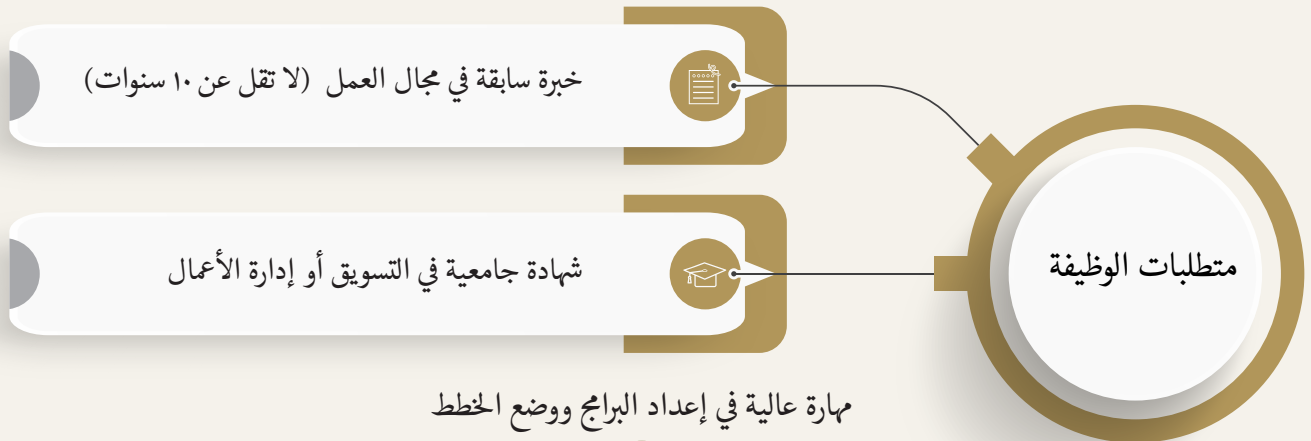 متطلبات الوظيفة
خبرة سابقة في مجال العمل (لا تقل عن ١٠ سنوات)
شهادة جامعية في التسويق أو إدارة الأعمال
مهارة عالية في إعداد البرامج ووضع الخطط